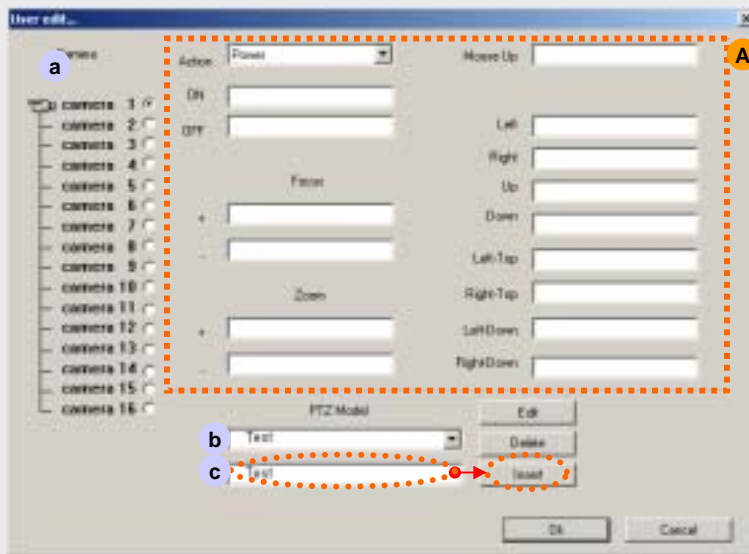 User edit...
a Camera
A
Action Power
Mouse Up
ON
OFF
Left
Right
Focus
Up
+
Down
-
Left-Top
Zoom
Right-Top
+
Left-Down
-
Right-Down
camera 1
camera 2
camera 3
camera 4
camera 5
camera 6
camera 7
camera 8
camera 9
camera 10
camera 11
camera 12
camera 13
camera 14
camera 15
camera 16
PTZ Model
Edit
b Test
Delete
c Test
Insert
Ok
Cancel